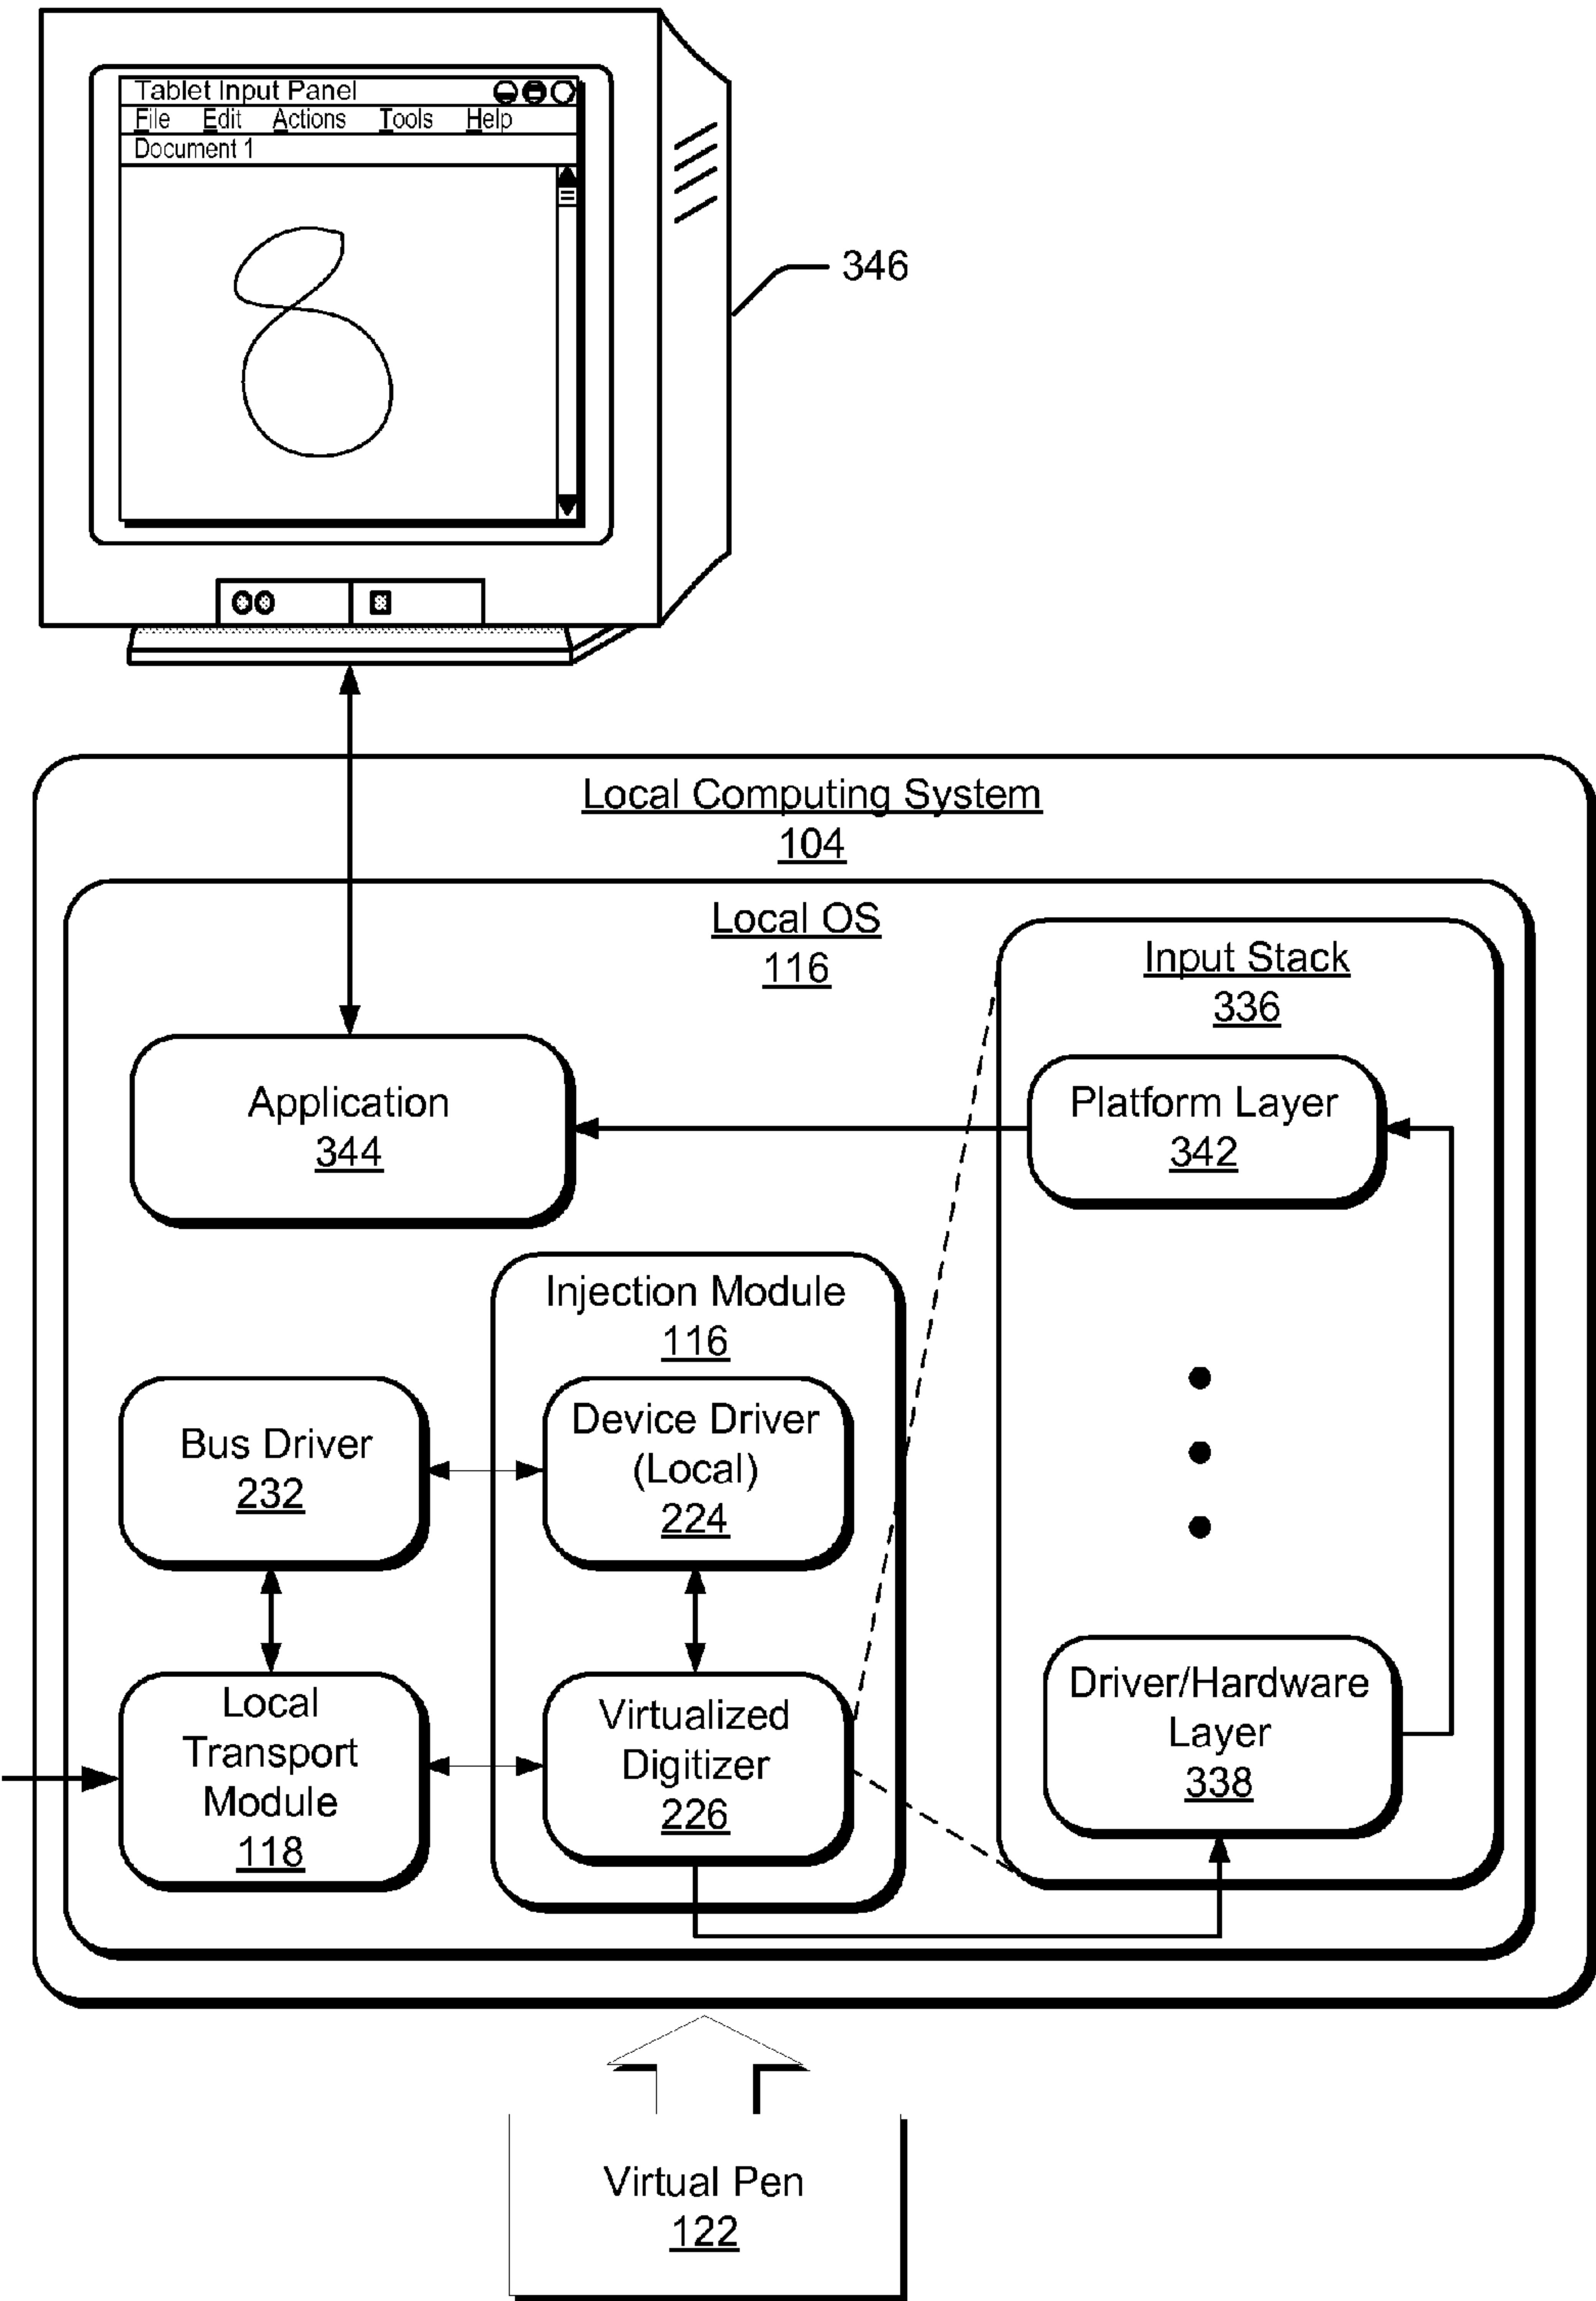 Tablet Input Panel
File Edit Actions Tools Help
Document 1
346
Local Computing System
104
Local OS
116
Input Stack
336
Application
344
Platform Layer
342
Injection Module
116
Bus Driver
232
Device Driver
(Local)
224
Local
Transport
Module
118
Virtualized
Digitizer
226
Driver/Hardware
Layer
338
Virtual Pen
122